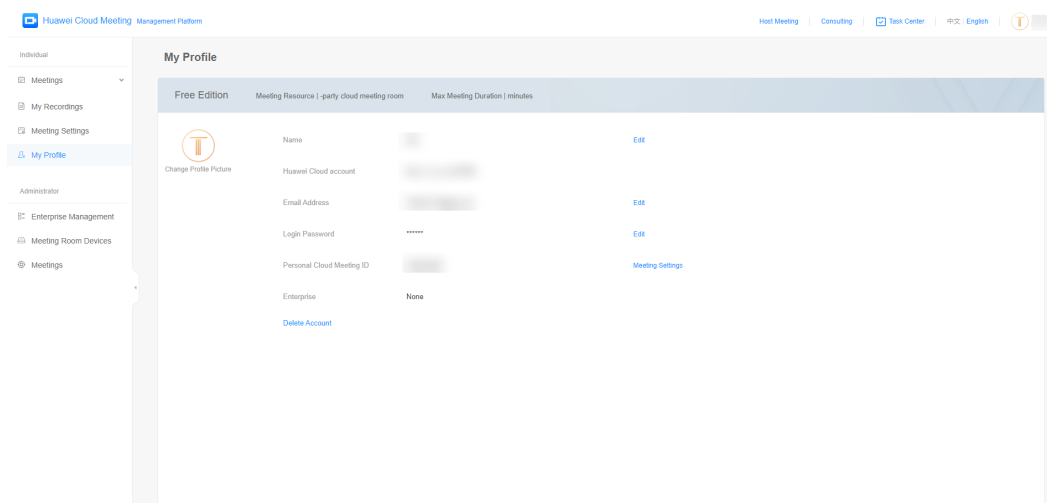 Huawei Cloud Meeting Management Platform Host Meeting Consulting Task Center 中文 | English
Individual
Meetings
My Recordings
Meeting Settings
My Profile
Administrator
Enterprise Management
Meeting Room Devices
Meetings
My Profile
Free Edition Meeting Resource | -party cloud meeting room Max Meeting Duration | minutes
Change Profile Picture
Name Edit
Huawei Cloud account
Email Address Edit
Login Password ****** Edit
Personal Cloud Meeting ID Meeting Settings
Enterprise None
Delete Account